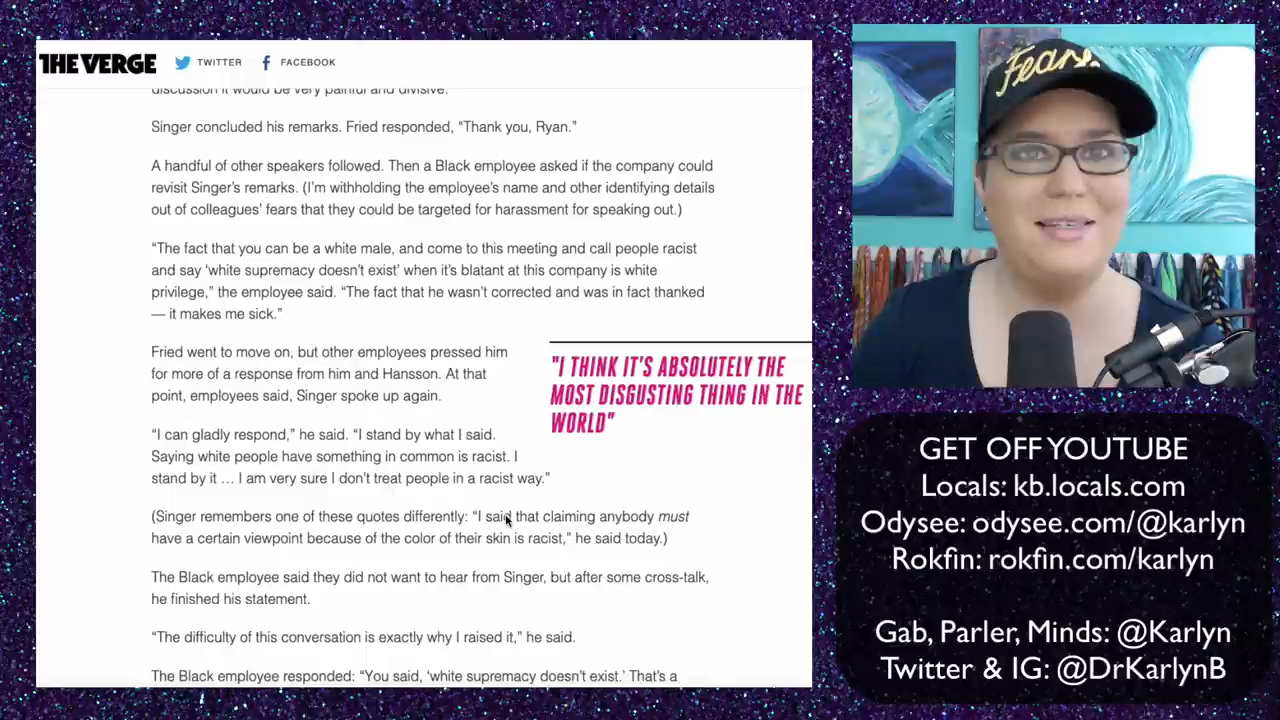 THE VERGE TWITTER FACEBOOK
discussion it would be very painful and divisive.
Singer concluded his remarks. Fried responded, “Thank you, Ryan.”
A handful of other speakers followed. Then a Black employee asked if the company could
revisit Singer’s remarks. (I’m withholding the employee’s name and other identifying details
out of colleagues’ fears that they could be targeted for harassment for speaking out.)
“The fact that you can be a white male, and come to this meeting and call people racist
and say ‘white supremacy doesn’t exist’ when it’s blatant at this company is white
privilege,” the employee said. “The fact that he wasn’t corrected and was in fact thanked
— it makes me sick.”
Fried went to move on, but other employees pressed him
for more of a response from him and Hansson. At that
point, employees said, Singer spoke up again.
"I THINK IT'S ABSOLUTELY THE
MOST DISGUSTING THING IN THE
WORLD"
“I can gladly respond,” he said. “I stand by what I said.
Saying white people have something in common is racist. I
stand by it … I am very sure I don’t treat people in a racist way.”
(Singer remembers one of these quotes differently: “I said that claiming anybody must
have a certain viewpoint because of the color of their skin is racist,” he said today.)
The Black employee said they did not want to hear from Singer, but after some cross-talk,
he finished his statement.
“The difficulty of this conversation is exactly why I raised it,” he said.
The Black employee responded: “You said, ‘white supremacy doesn’t exist.’ That’s a
GET OFF YOUTUBE
Locals: kb.locals.com
Odysee: odysee.com/@karlyn
Rokfin: rokfin.com/karlyn
Gab, Parler, Minds: @Karlyn
Twitter & IG: @DrKarlynB